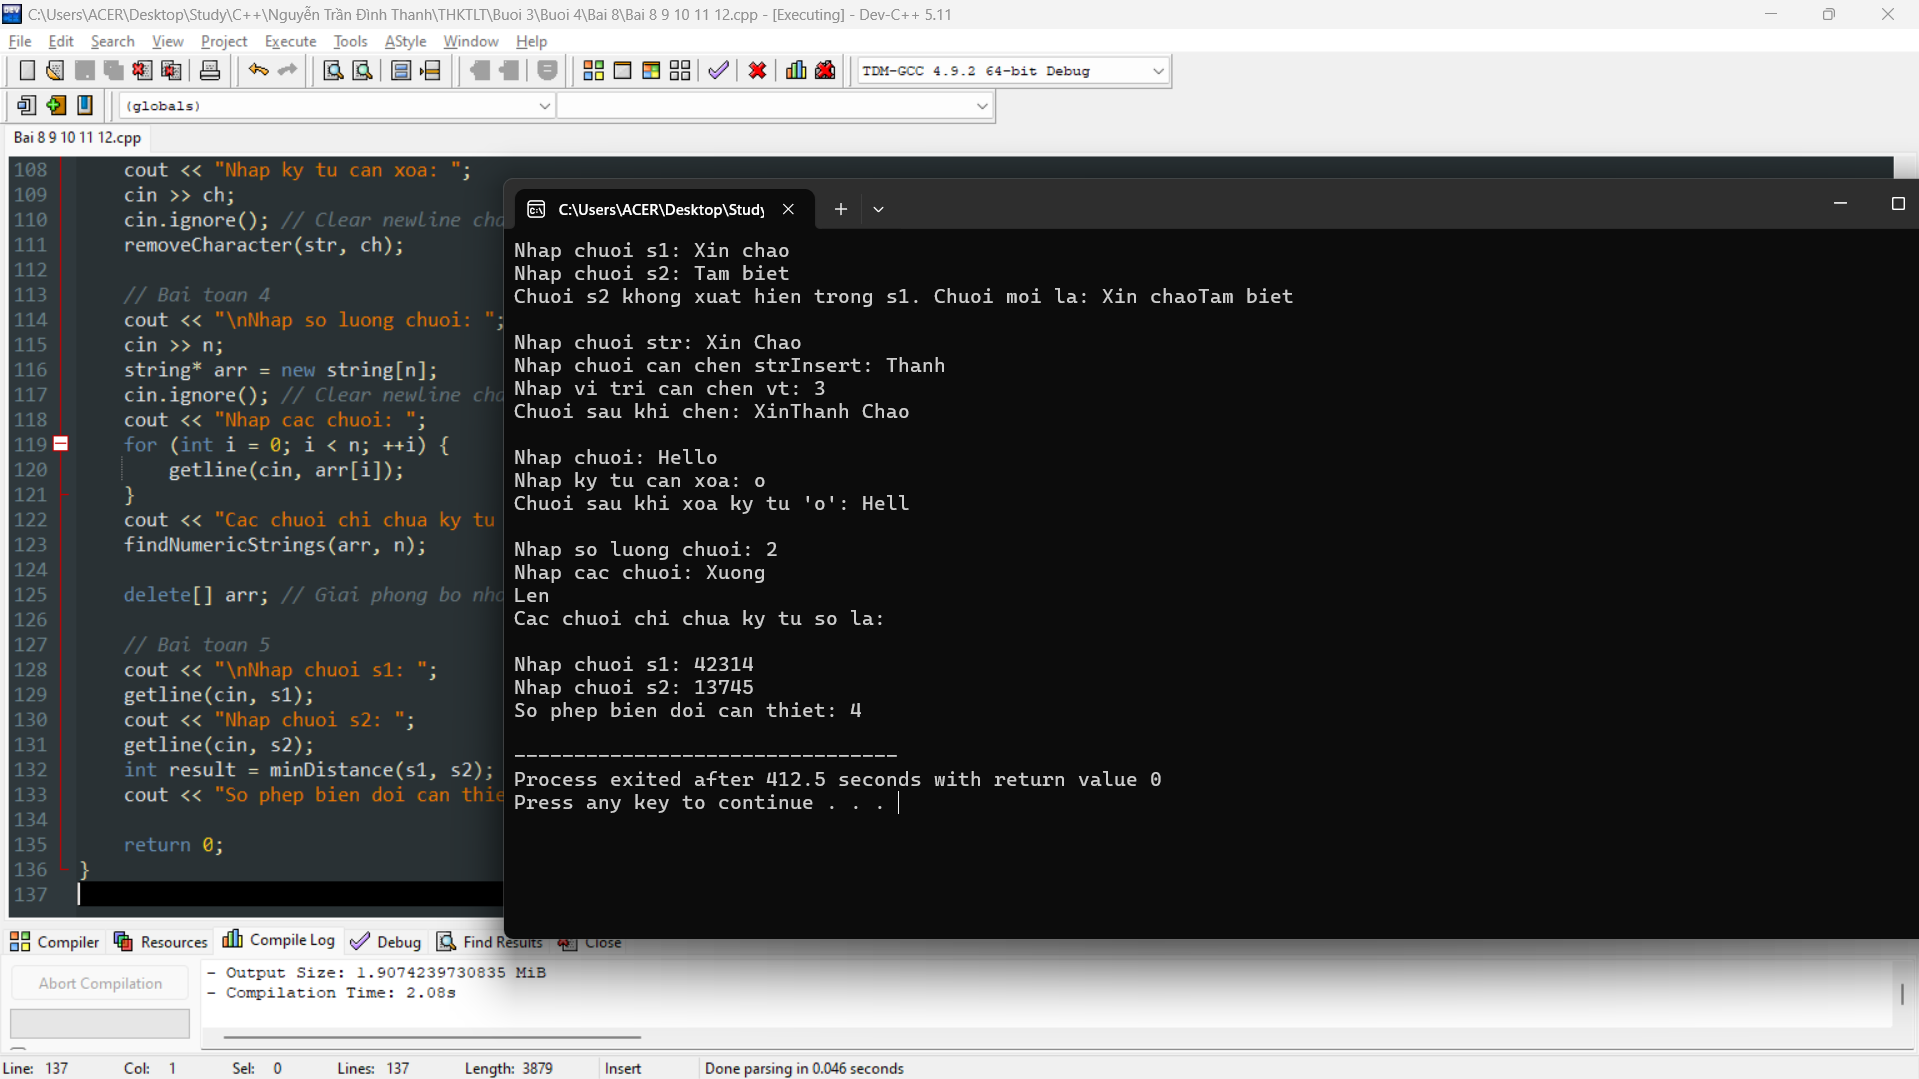 C:\Users\ACER\Desktop\Study\C++\Nguyễn Trần Đình Thanh\THKTLT\Buoi 3\Buoi 4\Bai 8\Bai 8 9 10 11 12.cpp - [Executing] - Dev-C++ 5.11
File Edit Search View Project Execute Tools AStyle Window Help
TDM-GCC 4.9.2 64-bit Debug
(globals)
Bai 8 9 10 11 12.cpp
108 cout << "Nhap ky tu can xoa: ";
109 cin >> ch;
110 cin.ignore(); // Clear newline cha
111 removeCharacter(str, ch);
112
113 // Bai toan 4
114 cout << "\nNhap so luong chuoi: ";
115 cin >> n;
116 string* arr = new string[n];
117 cin.ignore(); // Clear newline cha
118 cout << "Nhap cac chuoi: ";
119 for (int i = 0; i < n; ++i) {
120 getline(cin, arr[i]);
121 }
122 cout << "Cac chuoi chi chua ky tu
123 findNumericStrings(arr, n);
124
125 delete[] arr; // Giai phong bo nho
126
127 // Bai toan 5
128 cout << "\nNhap chuoi s1: ";
129 getline(cin, s1);
130 cout << "Nhap chuoi s2: ";
131 getline(cin, s2);
132 int result = minDistance(s1, s2);
133 cout << "So phep bien doi can thie
134
135 return 0;
136 }
137
C:\Users\ACER\Desktop\Study
Nhap chuoi s1: Xin chao
Nhap chuoi s2: Tam biet
Chuoi s2 khong xuat hien trong s1. Chuoi moi la: Xin chaoTam biet
Nhap chuoi str: Xin Chao
Nhap chuoi can chen strInsert: Thanh
Nhap vi tri can chen vt: 3
Chuoi sau khi chen: XinThanh Chao
Nhap chuoi: Hello
Nhap ky tu can xoa: o
Chuoi sau khi xoa ky tu 'o': Hell
Nhap so luong chuoi: 2
Nhap cac chuoi: Xuong
Len
Cac chuoi chi chua ky tu so la:
Nhap chuoi s1: 42314
Nhap chuoi s2: 13745
So phep bien doi can thiet: 4
--------------------------------
Process exited after 412.5 seconds with return value 0
Press any key to continue . . .
Compiler Resources Compile Log Debug Find Results Close
Abort Compilation
- Output Size: 1.9074239730835 MiB
- Compilation Time: 2.08s
Line: 137 Col: 1 Sel: 0 Lines: 137 Length: 3879 Insert Done parsing in 0.046 seconds